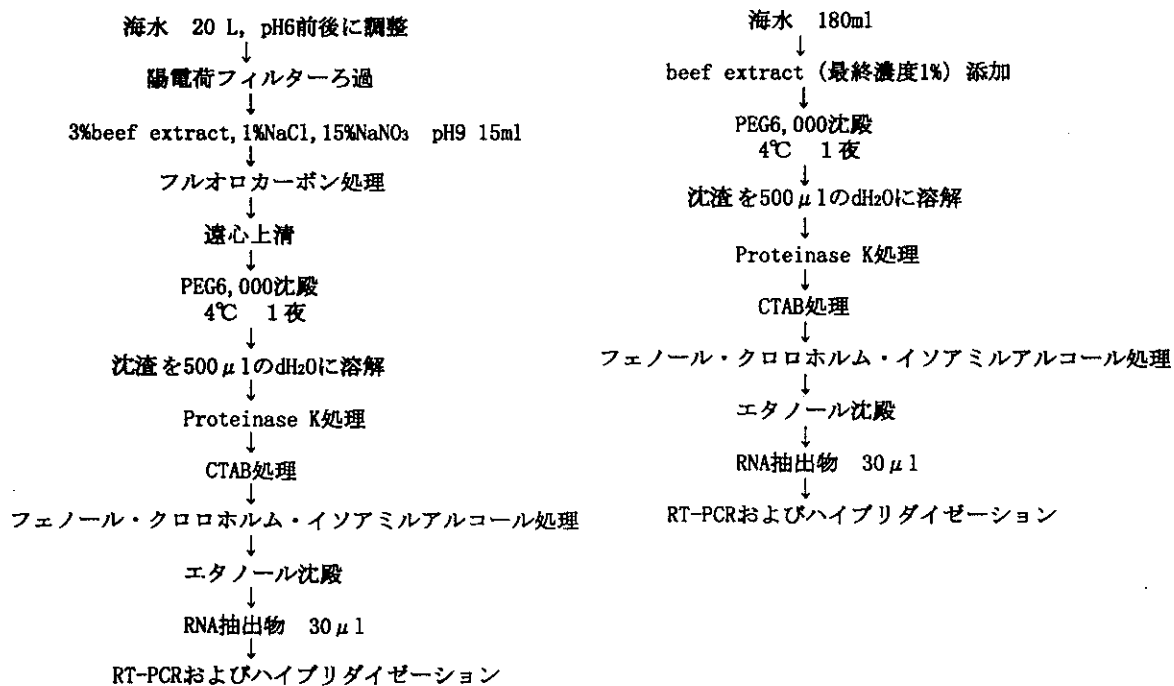 海水 20 L, pH6前後に調整
↓
陽電荷フィルターろ過
↓
3%beef extract,1%NaCl,15%NaNO₃ pH9 15ml
↓
フルオロカーボン処理
↓
遠心上清
↓
PEG6,000沈殿
4℃ 1夜
↓
沈渣を500μlのdH₂Oに溶解
↓
Proteinase K処理
↓
CTAB処理
↓
フェノール・クロロホルム・イソアミルアルコール処理
↓
エタノール沈殿
↓
RNA抽出物 30μl
↓
RT-PCRおよびハイブリダイゼーション
海水 180ml
↓
beef extract (最終濃度1%) 添加
↓
PEG6,000沈殿
4℃ 1夜
↓
沈渣を500μlのdH₂Oに溶解
↓
Proteinase K処理
↓
CTAB処理
↓
フェノール・クロロホルム・イソアミルアルコール処理
↓
エタノール沈殿
↓
RNA抽出物 30μl
↓
RT-PCRおよびハイブリダイゼーション